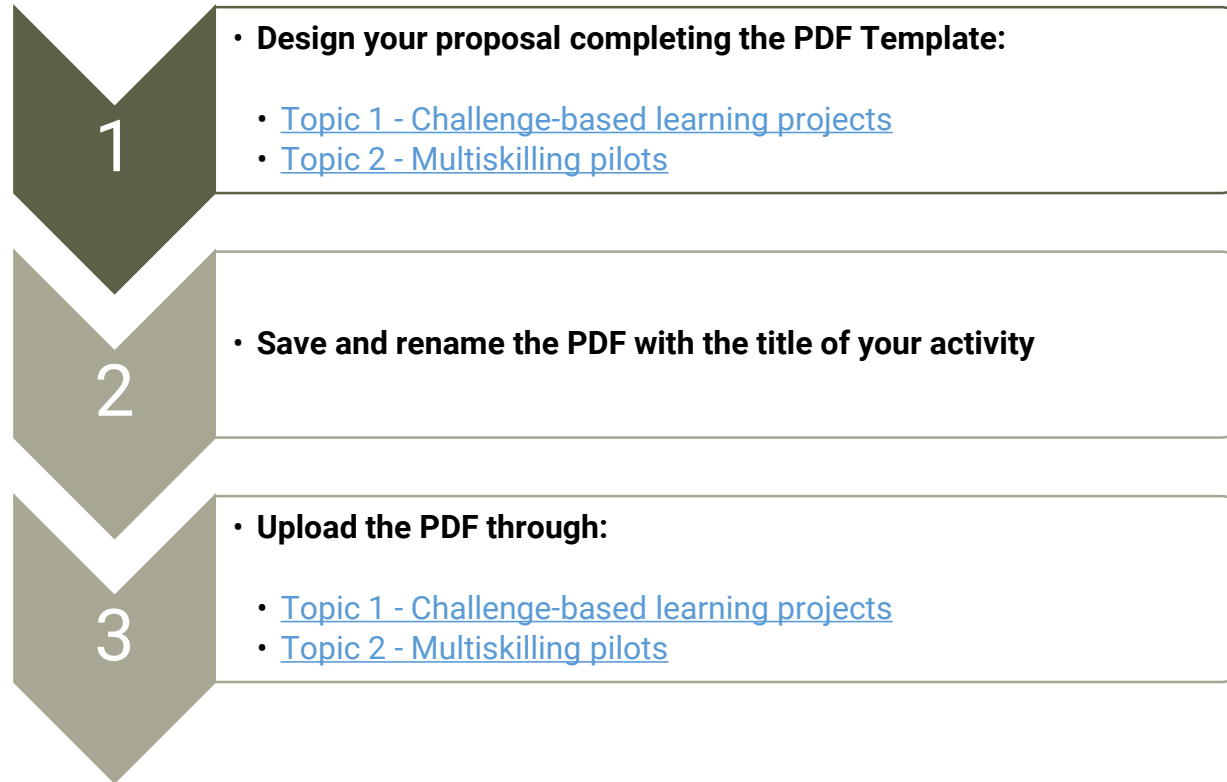 1
• Design your proposal completing the PDF Template:
• Topic 1 - Challenge-based learning projects
• Topic 2 - Multiskilling pilots
2
• Save and rename the PDF with the title of your activity
3
• Upload the PDF through:
• Topic 1 - Challenge-based learning projects
• Topic 2 - Multiskilling pilots